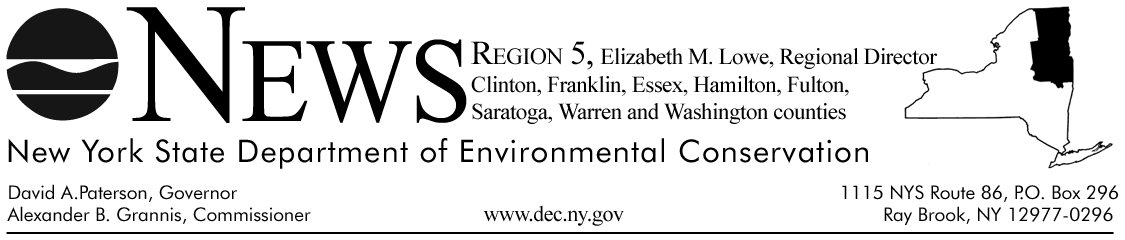 NEWS
REGION 5, Elizabeth M. Lowe, Regional Director
Clinton, Franklin, Essex, Hamilton, Fulton,
Saratoga, Warren and Washington counties
New York State Department of Environmental Conservation
David A.Paterson, Governor
Alexander B. Grannis, Commissioner
www.dec.ny.gov
1115 NYS Route 86, P.O. Box 296
Ray Brook, NY 12977-0296